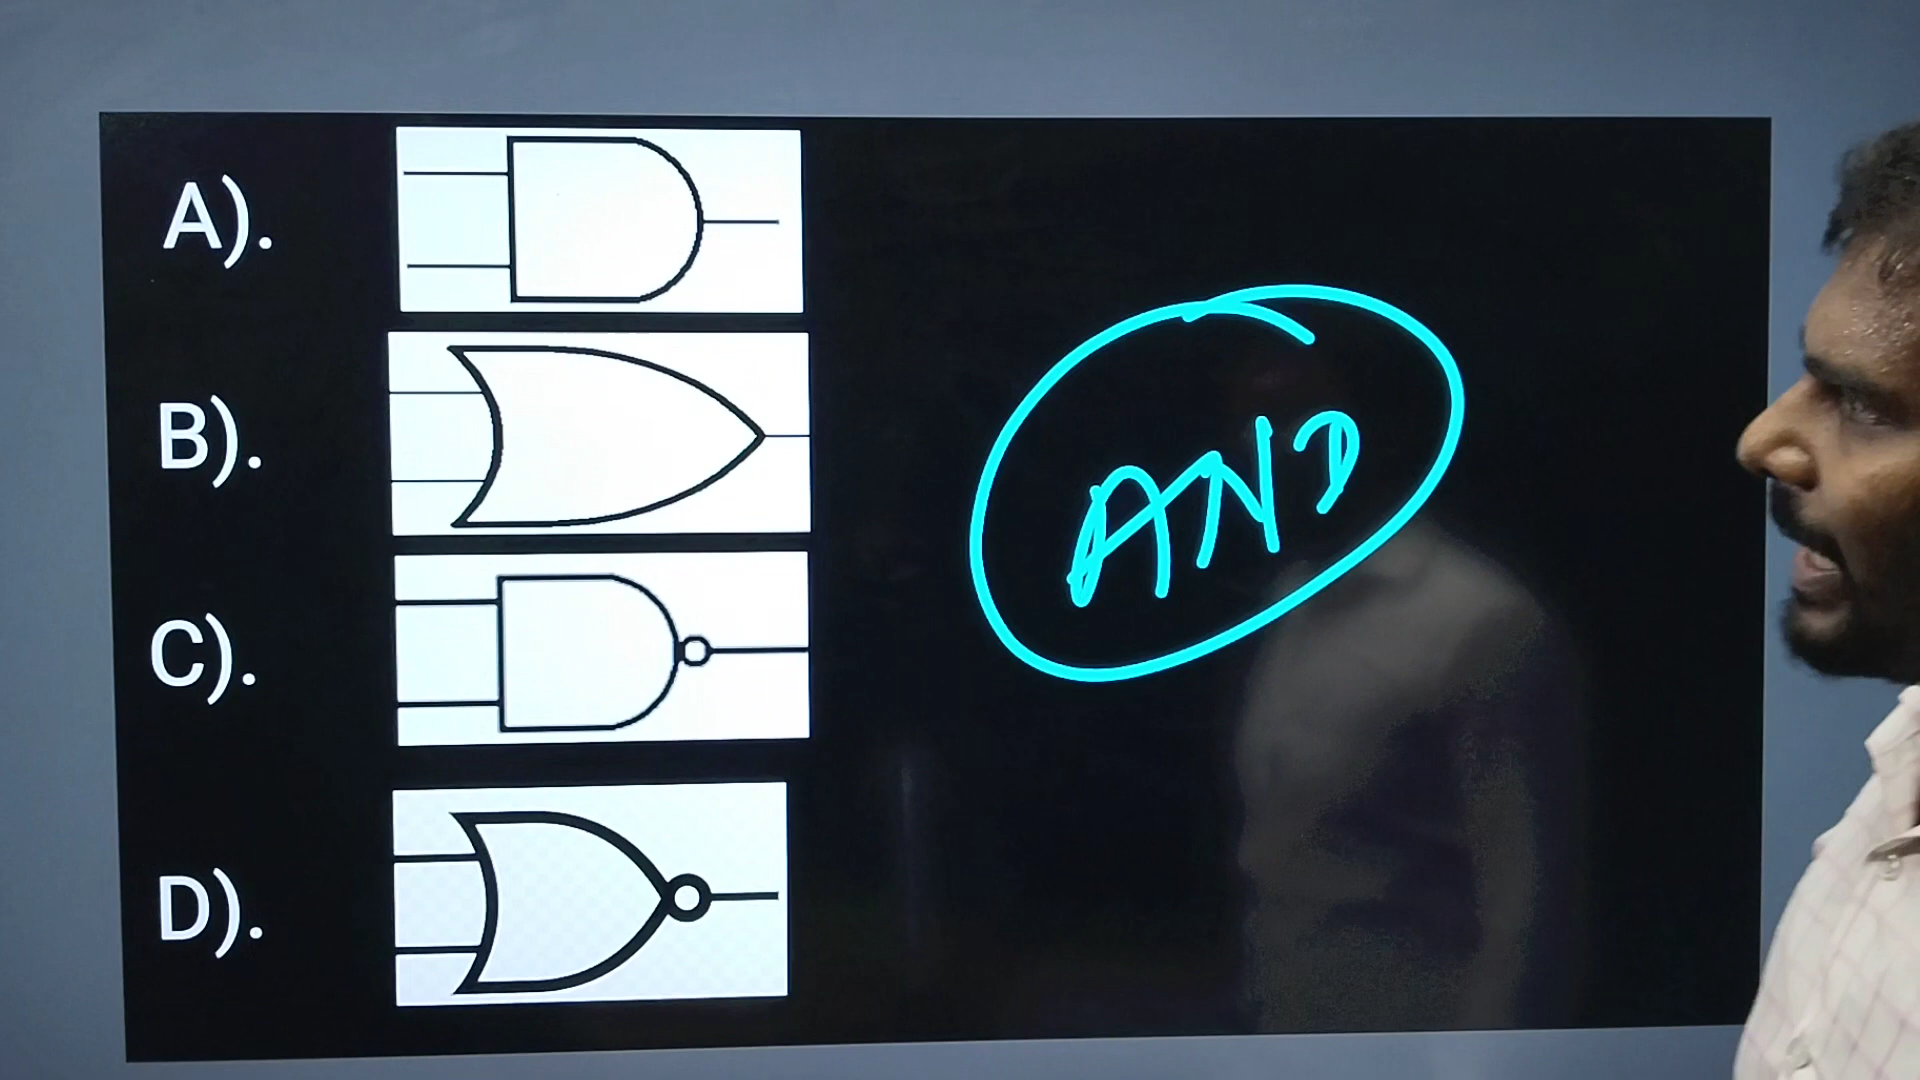 A).
B).
AND
C).
D).